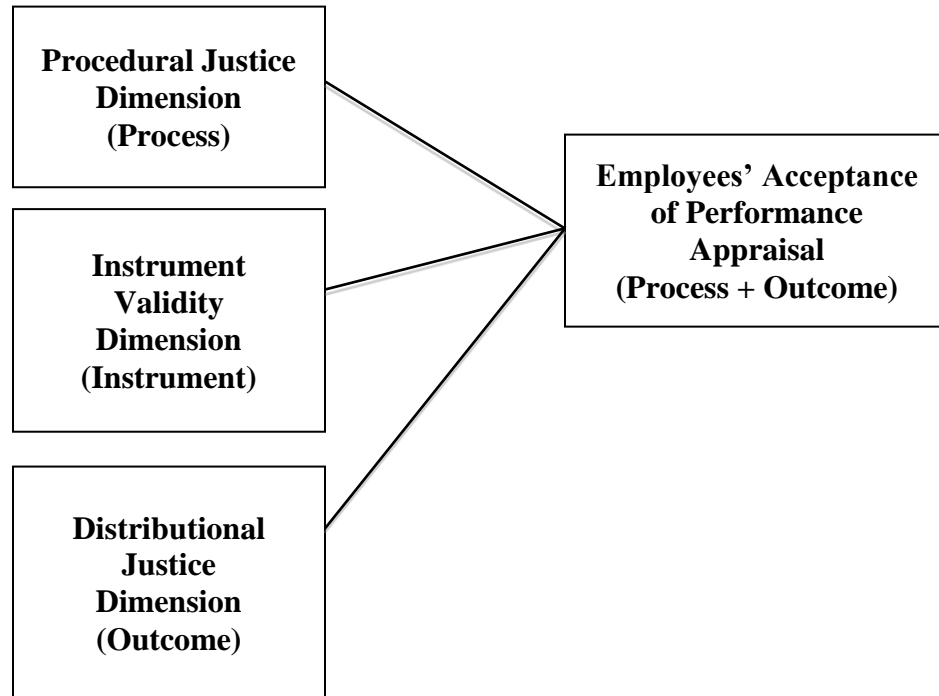 Procedural Justice
Dimension
(Process)
Instrument
Validity
Dimension
(Instrument)
Distributional
Justice
Dimension
(Outcome)
Employees’ Acceptance
of Performance
Appraisal
(Process + Outcome)